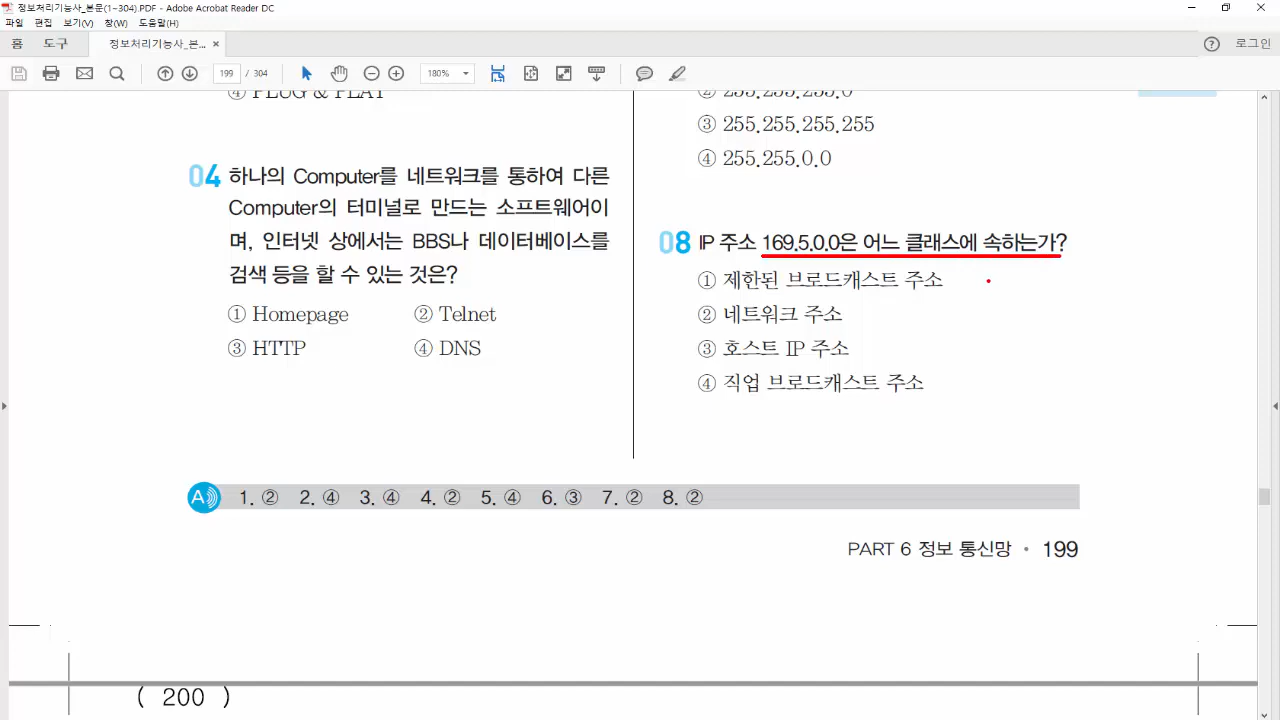 정보처리기능사_본문(1~304).PDF - Adobe Acrobat Reader DC
파일 편집 보기(V) 창(W) 도움말(H)
홈 도구 정보처리기능사_본... × ? 로그인
199 / 304 180%
④ PLUG & PLAY
04 하나의 Computer를 네트워크를 통하여 다른
Computer의 터미널로 만드는 소프트웨어이
며, 인터넷 상에서는 BBS나 데이터베이스를
검색 등을 할 수 있는 것은?
① Homepage ② Telnet
③ HTTP ④ DNS
② 255.255.255.0
③ 255.255.255.255
④ 255.255.0.0
08 IP 주소 169.5.0.0은 어느 클래스에 속하는가?
① 제한된 브로드캐스트 주소
② 네트워크 주소
③ 호스트 IP 주소
④ 직업 브로드캐스트 주소
A 1. ② 2. ④ 3. ④ 4. ② 5. ④ 6. ③ 7. ② 8. ②
PART 6 정보 통신망 • 199
( 200 )